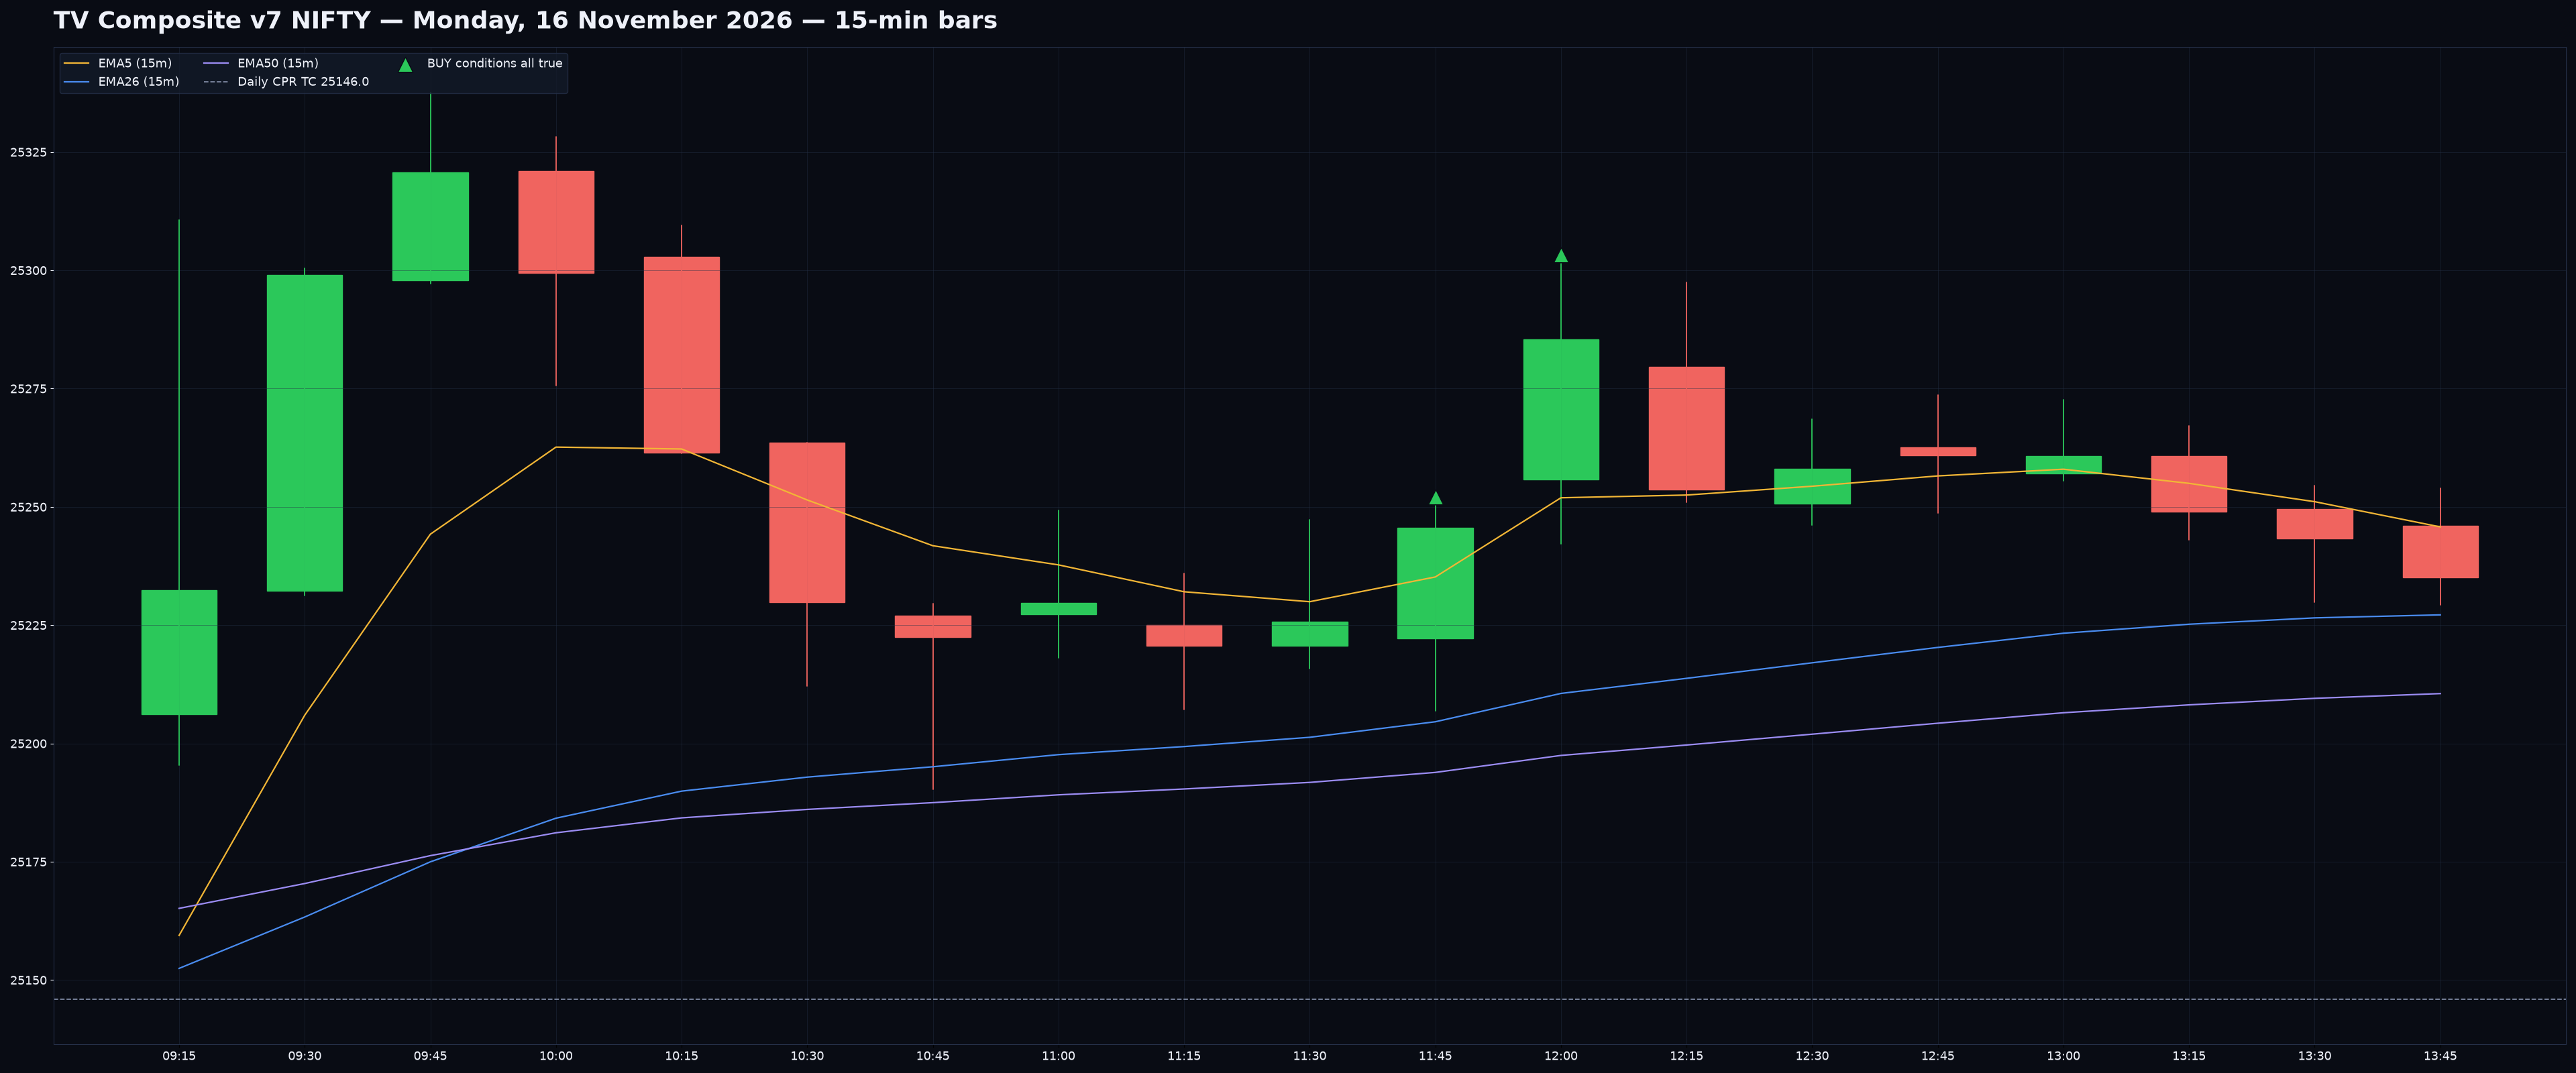 TV Composite v7 NIFTY — Monday, 16 November 2026 — 15-min bars
EMA5 (15m) EMA50 (15m) BUY conditions all true
EMA26 (15m) Daily CPR TC 25146.0
25325
25300
25275
25250
25225
25200
25175
25150
09:15 09:30 09:45 10:00 10:15 10:30 10:45 11:00 11:15 11:30 11:45 12:00 12:15 12:30 12:45 13:00 13:15 13:30 13:45